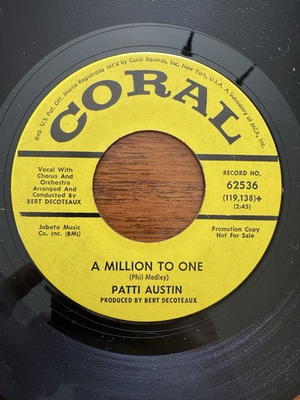 Reg. U.S. Pat. Off. Marca Registrada Mf'd by Coral Records, Inc., New York, U.S.A. A Subsidiary of MCA, Inc.
CORAL
Vocal With
Chorus And
Orchestra
Arranged And
Conducted By
BERT DECOTEAUX
RECORD NO.
62536
(119,138)+
(2:45)
Jobete Music
Co. Inc. (BMI)
Promotion Copy
Not For Sale
A MILLION TO ONE
(Phil Medley)
PATTI AUSTIN
PRODUCED BY BERT DECOTEAUX